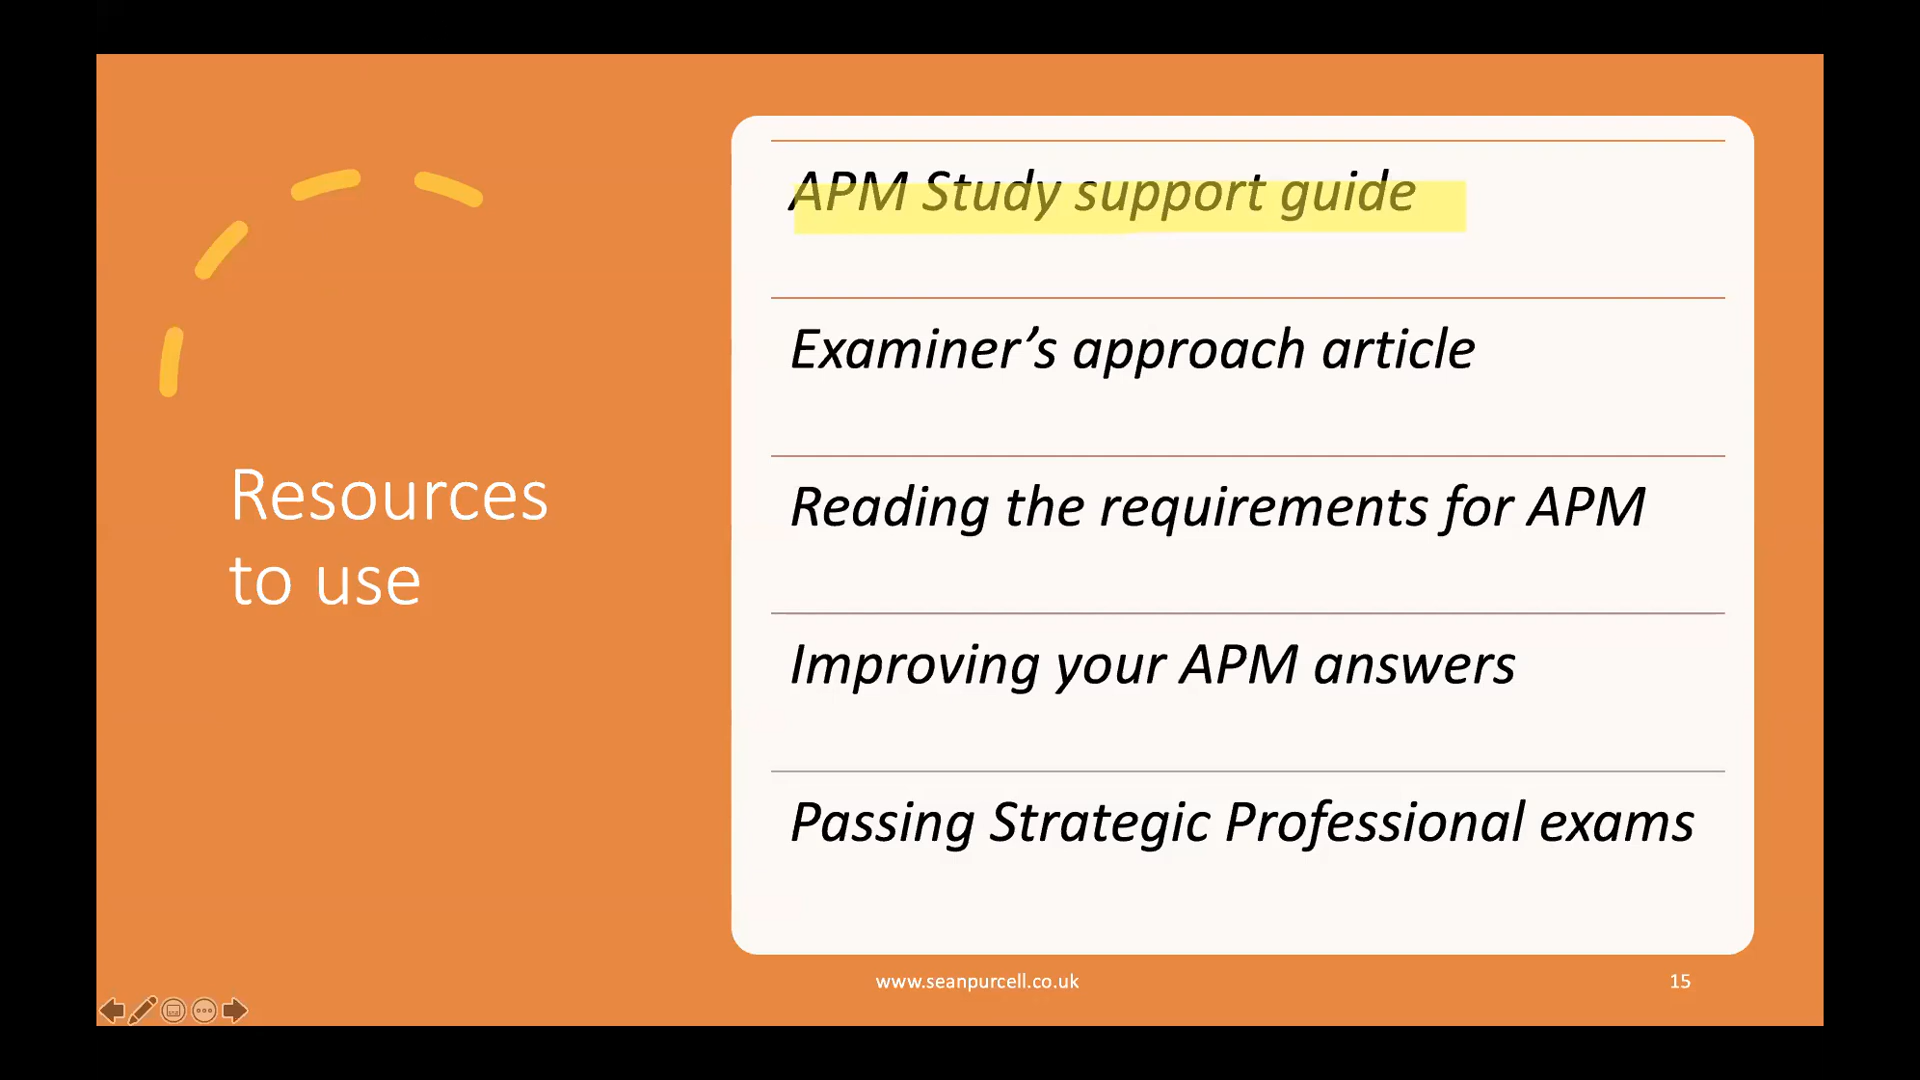 Resources
to use
APM Study support guide
Examiner’s approach article
Reading the requirements for APM
Improving your APM answers
Passing Strategic Professional exams
www.seanpurcell.co.uk
15